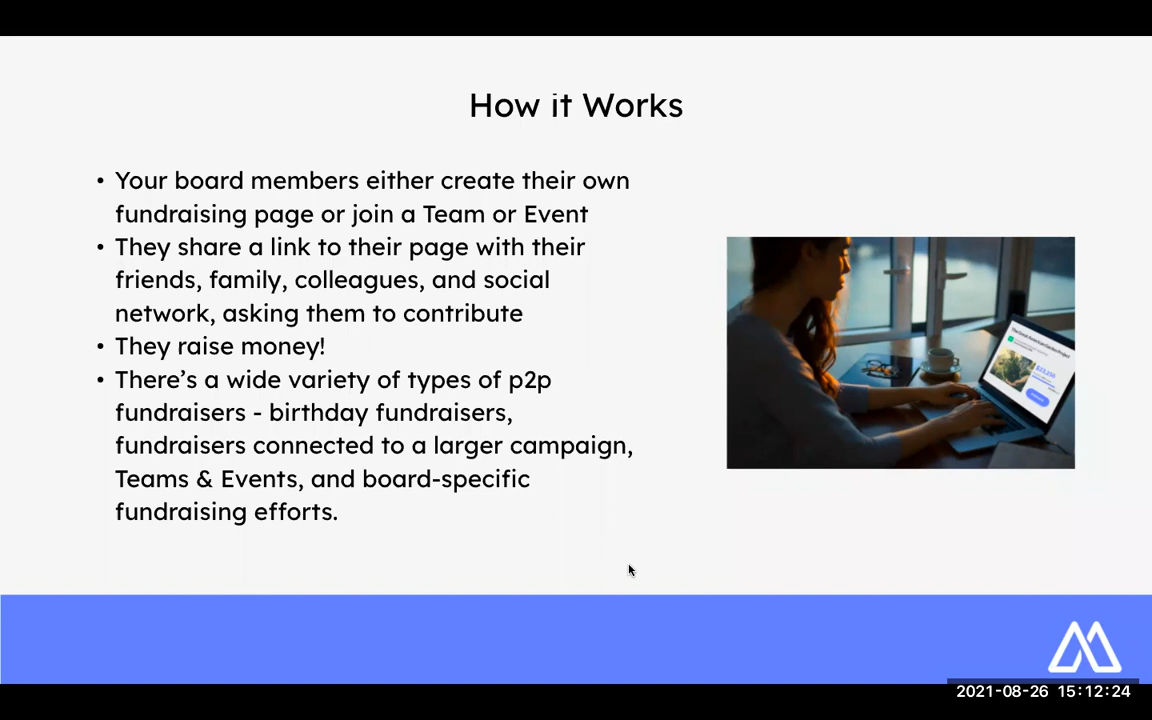 How it Works
• Your board members either create their own
fundraising page or join a Team or Event
• They share a link to their page with their
friends, family, colleagues, and social
network, asking them to contribute
• They raise money!
• There's a wide variety of types of p2p
fundraisers - birthday fundraisers,
fundraisers connected to a larger campaign,
Teams & Events, and board-specific
fundraising efforts.
2021-08-26 15:12:24